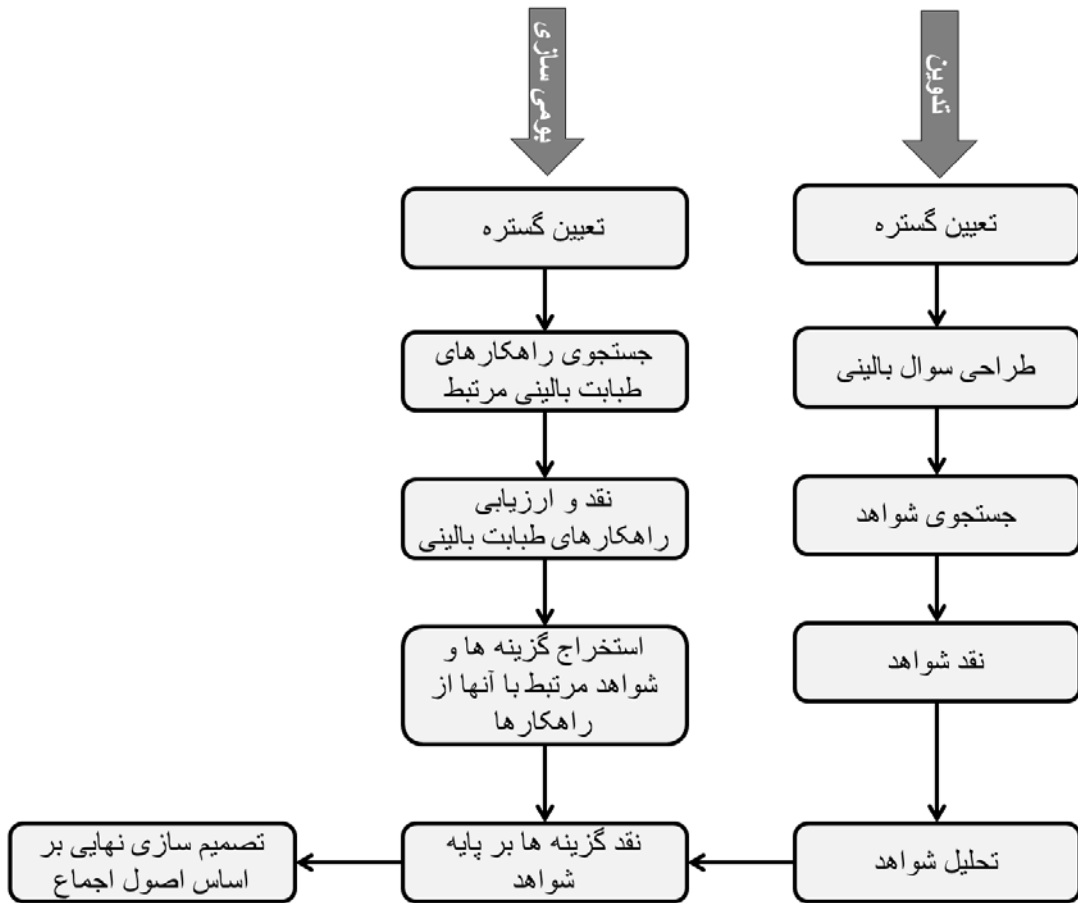 تدوین
تعیین گستره
طراحی سوال بالینی
جستجوی شواهد
نقد شواهد
تحلیل شواهد
بومی سازی
تعیین گستره
جستجوی راهکارهای
طبابت بالینی مرتبط
نقد و ارزیابی
راهکارهای طبابت بالینی
استخراج گزینه ها و
شواهد مرتبط با آنها از
راهکارها
نقد گزینه ها بر پایه
شواهد
تصمیم سازی نهایی بر
اساس اصول اجماع